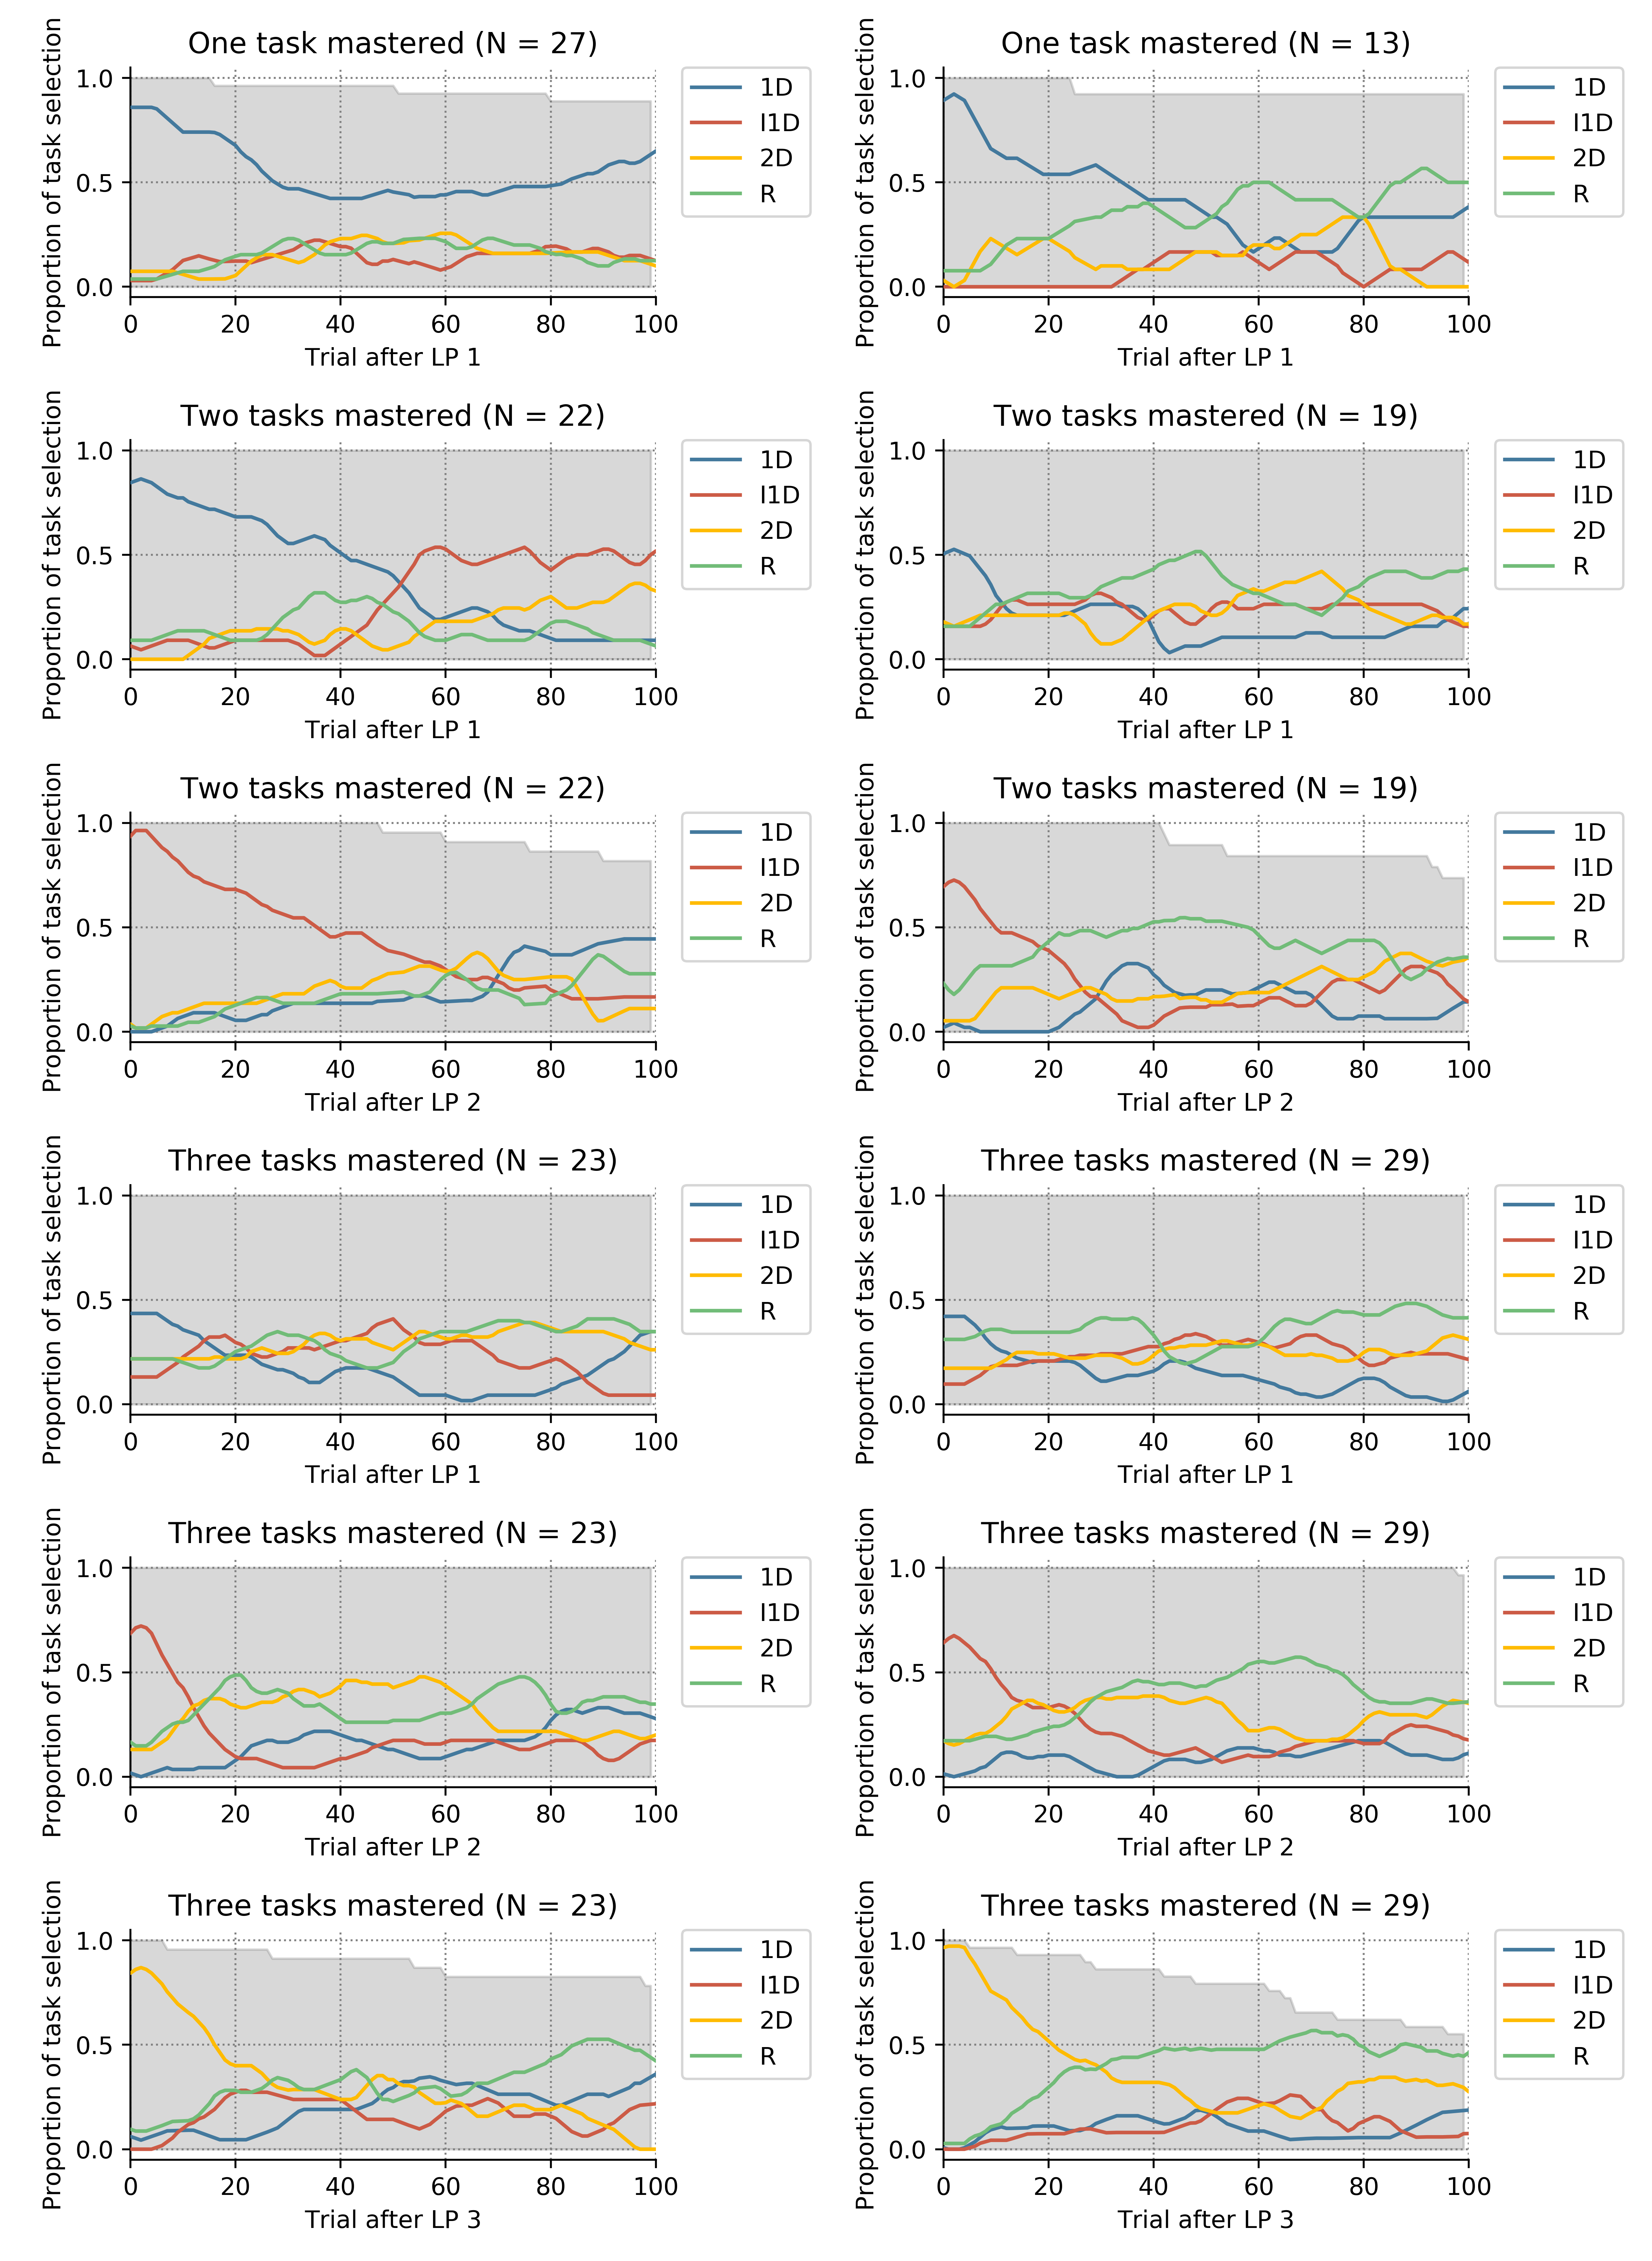 One task mastered (N = 27)
Proportion of task selection
1.0
0.5
0.0
0 20 40 60 80 100
Trial after LP 1
1D
I1D
2D
R
One task mastered (N = 13)
Proportion of task selection
1.0
0.5
0.0
0 20 40 60 80 100
Trial after LP 1
1D
I1D
2D
R
Two tasks mastered (N = 22)
Proportion of task selection
1.0
0.5
0.0
0 20 40 60 80 100
Trial after LP 1
1D
I1D
2D
R
Two tasks mastered (N = 19)
Proportion of task selection
1.0
0.5
0.0
0 20 40 60 80 100
Trial after LP 1
1D
I1D
2D
R
Two tasks mastered (N = 22)
Proportion of task selection
1.0
0.5
0.0
0 20 40 60 80 100
Trial after LP 2
1D
I1D
2D
R
Two tasks mastered (N = 19)
Proportion of task selection
1.0
0.5
0.0
0 20 40 60 80 100
Trial after LP 2
1D
I1D
2D
R
Three tasks mastered (N = 23)
Proportion of task selection
1.0
0.5
0.0
0 20 40 60 80 100
Trial after LP 1
1D
I1D
2D
R
Three tasks mastered (N = 29)
Proportion of task selection
1.0
0.5
0.0
0 20 40 60 80 100
Trial after LP 1
1D
I1D
2D
R
Three tasks mastered (N = 23)
Proportion of task selection
1.0
0.5
0.0
0 20 40 60 80 100
Trial after LP 2
1D
I1D
2D
R
Three tasks mastered (N = 29)
Proportion of task selection
1.0
0.5
0.0
0 20 40 60 80 100
Trial after LP 2
1D
I1D
2D
R
Three tasks mastered (N = 23)
Proportion of task selection
1.0
0.5
0.0
0 20 40 60 80 100
Trial after LP 3
1D
I1D
2D
R
Three tasks mastered (N = 29)
Proportion of task selection
1.0
0.5
0.0
0 20 40 60 80 100
Trial after LP 3
1D
I1D
2D
R